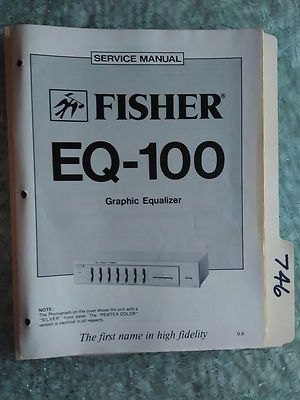 SERVICE MANUAL
FISHER®
EQ-100
Graphic Equalizer
NOTE:
The Photograph on the cover shows the unit with a
"SILVER" front panel. The "PEWTER COLOR"
version is identical in all respects.
The first name in high fidelity
U.S.
746